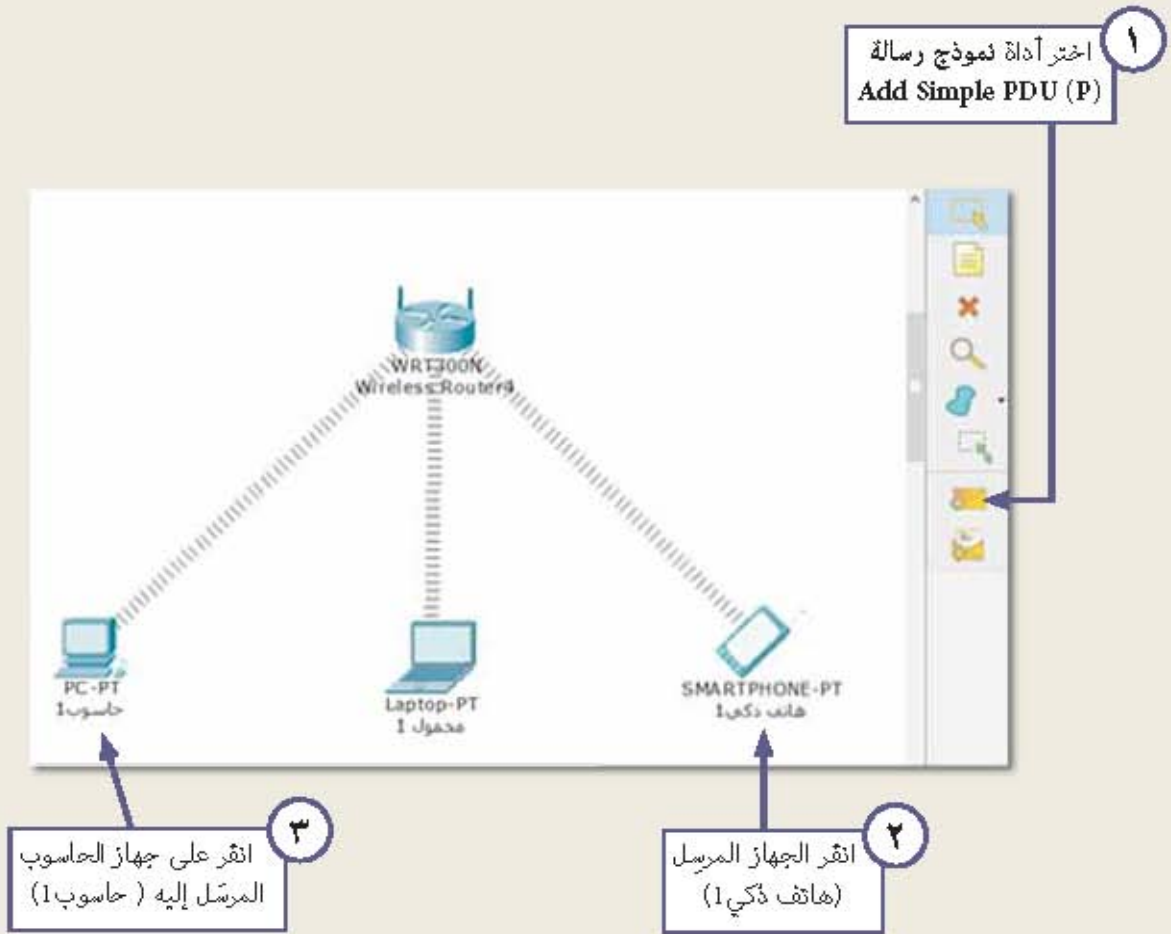 ١
اختر أداة نموذج رسالة
Add Simple PDU (P)
WRT300N
Wireless Router4
PC-PT
حاسوب1
Laptop-PT
محمول 1
SMARTPHONE-PT
هاتف ذكي1
٢
انقر الجهاز المرسِل
(هاتف ذكي1)
٣
انقر على جهاز الحاسوب
المرسَل إليه ( حاسوب1)